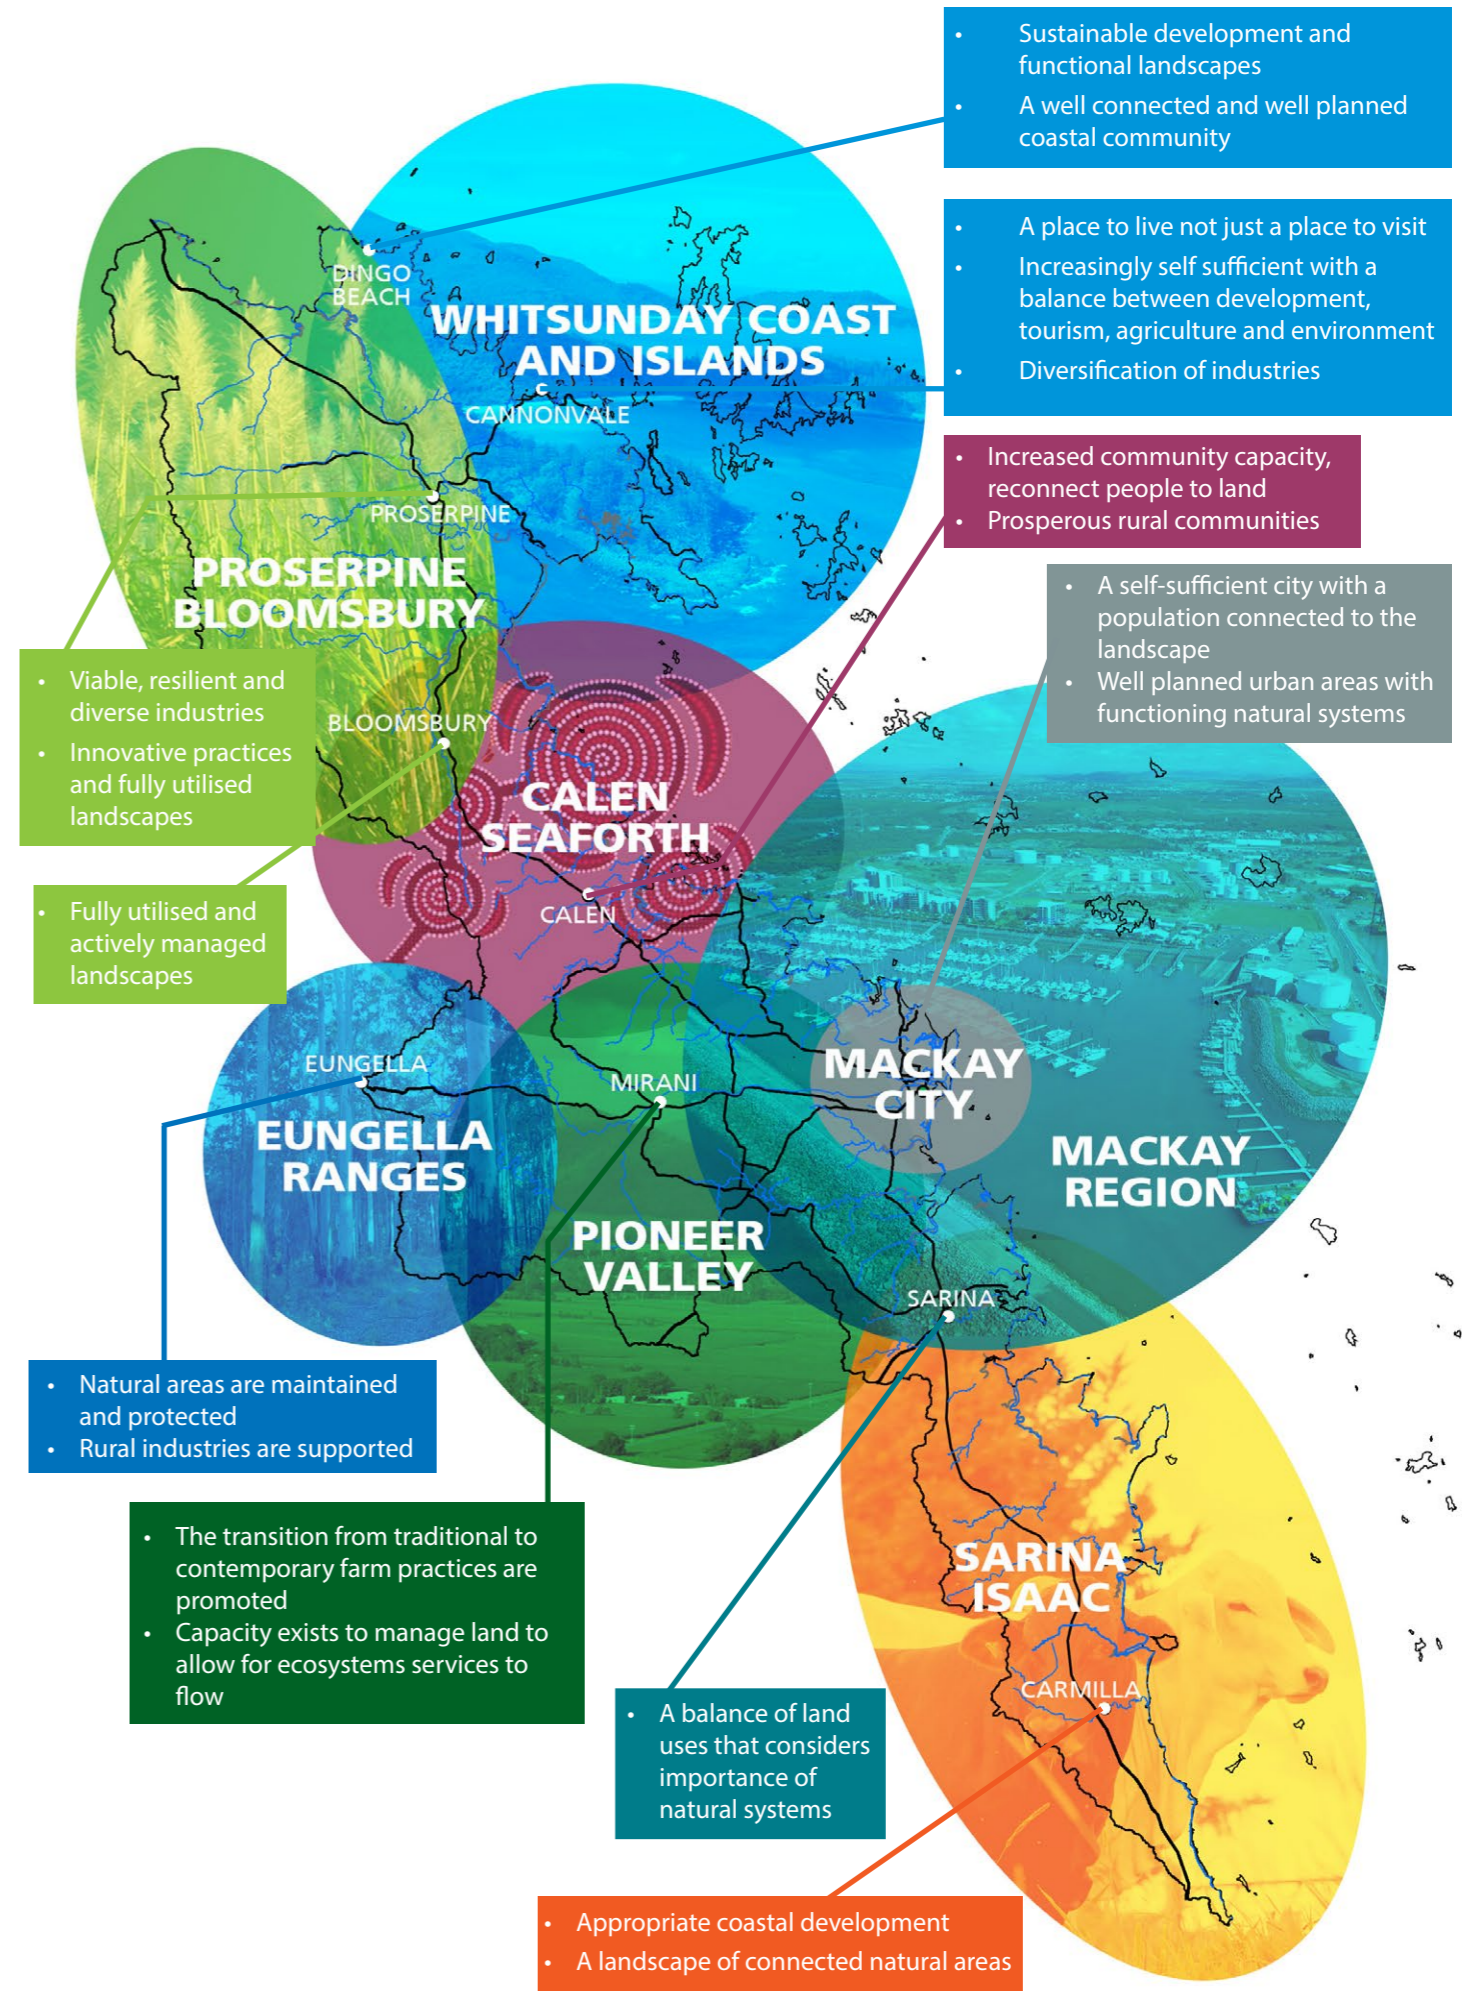 • Sustainable development and
functional landscapes
• A well connected and well planned
coastal community
• A place to live not just a place to visit
• Increasingly self sufficient with a
balance between development,
tourism, agriculture and environment
• Diversification of industries
DINGO
BEACH
WHITSUNDAY COAST
AND ISLANDS
CANNONVALE
• Increased community capacity,
reconnect people to land
• Prosperous rural communities
PROSERPINE
PROSERPINE
BLOOMSBURY
• A self-sufficient city with a
population connected to the
landscape
• Well planned urban areas with
functioning natural systems
• Viable, resilient and
diverse industries
• Innovative practices
and fully utilised
landscapes
BLOOMSBURY
CALEN
SEAFORTH
CALEN
• Fully utilised and
actively managed
landscapes
EUNGELLA
MIRANI
MACKAY
CITY
EUNGELLA
RANGES
MACKAY
REGION
PIONEER
VALLEY
SARINA
• Natural areas are maintained
and protected
• Rural industries are supported
• The transition from traditional to
contemporary farm practices are
promoted
• Capacity exists to manage land to
allow for ecosystems services to
flow
SARINA
ISAAC
CARMILLA
• A balance of land
uses that considers
importance of
natural systems
• Appropriate coastal development
• A landscape of connected natural areas